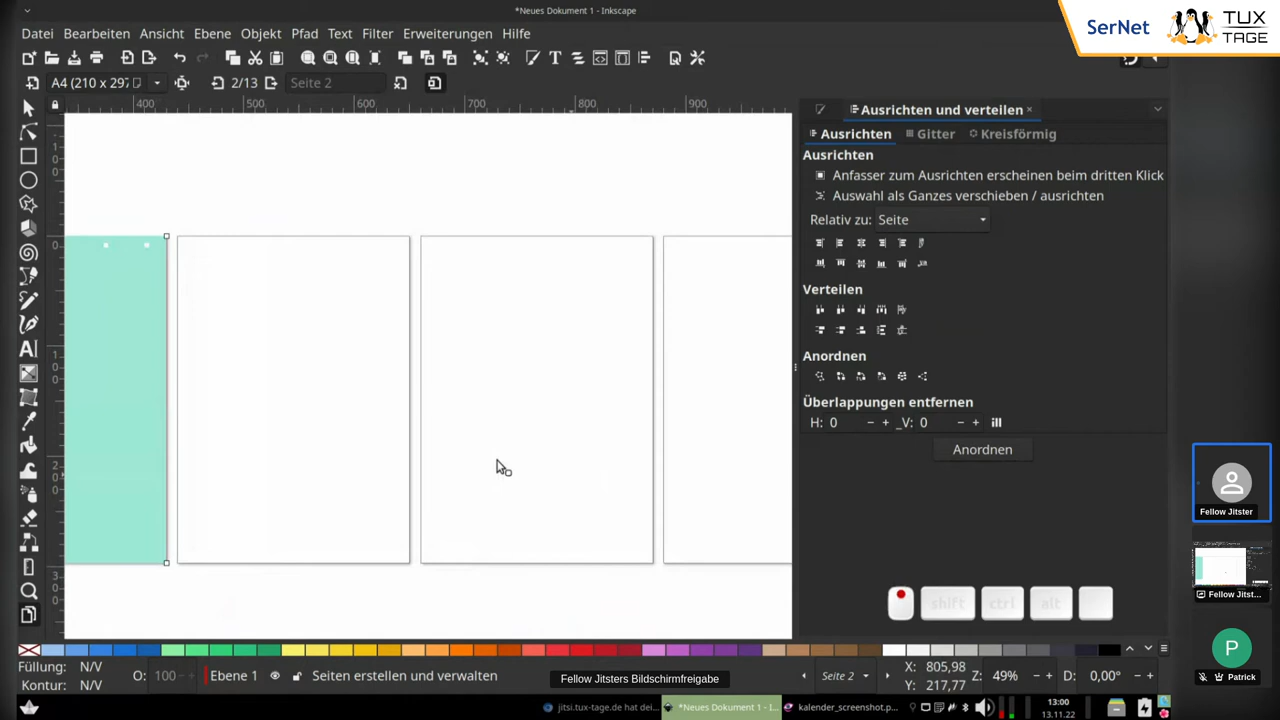 *Neues Dokument 1 - Inkscape
SerNet
TUX
TAGE
Datei Bearbeiten Ansicht Ebene Objekt Pfad Text Filter Erweiterungen Hilfe
A4 (210 x 297 2/13 Seite 2
400 500 600 700 800 900
Ausrichten und verteilen
Ausrichten Gitter Kreisförmig
Ausrichten
Anfasser zum Ausrichten erscheinen beim dritten Klick
Auswahl als Ganzes verschieben / ausrichten
Relativ zu: Seite
Verteilen
Anordnen
Überlappungen entfernen
H: 0 − + V: 0 − +
Anordnen
shift ctrl alt
Fellow Jitster
Fellow Jitst...
P
Patrick
Füllung: N/V
Kontur: N/V
O: 100
Ebene 1
Seiten erstellen und verwalten
Fellow Jitsters Bildschirmfreigabe
Seite 2
X: 805,98
Y: 217,77
Z: 49% − +
D: 0,00° − +
jitsi.tux-tage.de hat dei...
*Neues Dokument 1 - I...
kalender_screenshot.p...
13:00
13.11.22